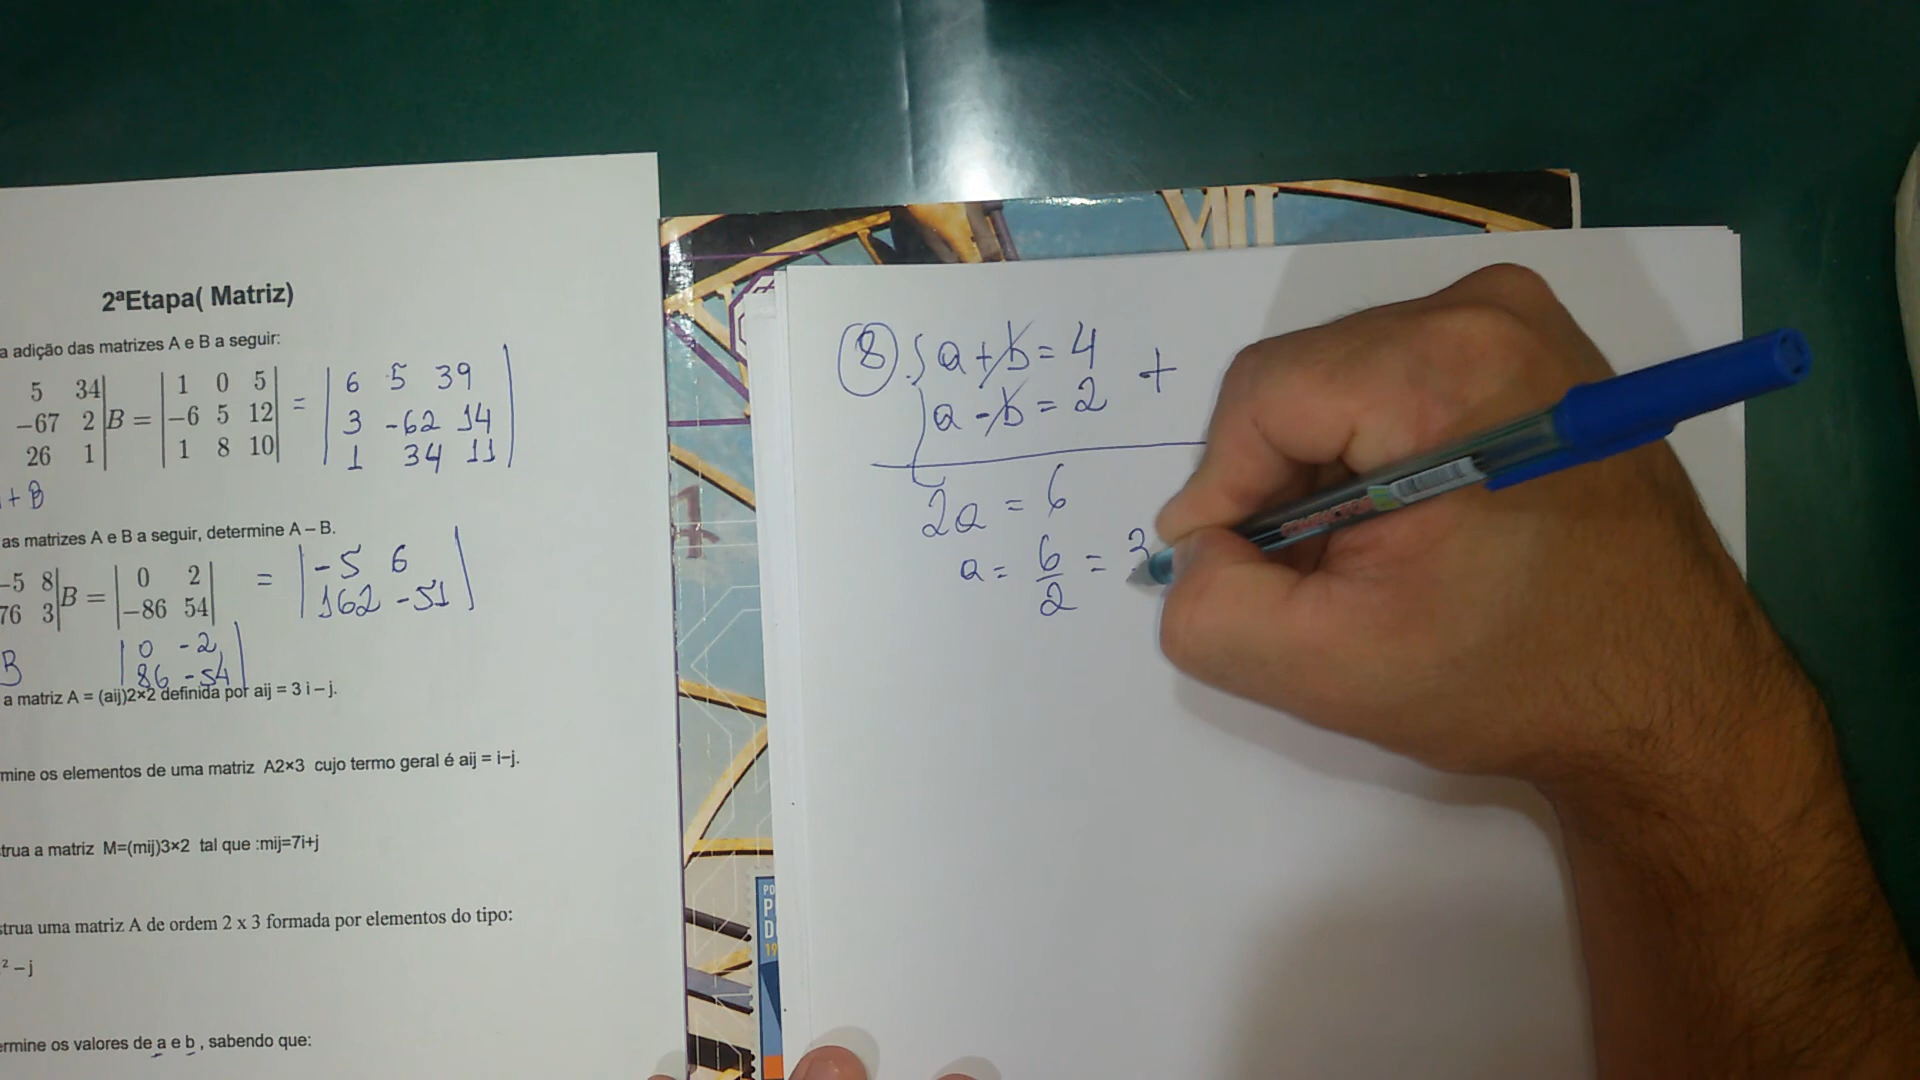 2ªEtapa( Matriz)
a adição das matrizes A e B a seguir:
5 34| B = |1 0 5| = |6 5 39|
−67 2| |−6 5 12| |3 -62 14|
26 1| |1 8 10| |1 34 11|
+ B
as matrizes A e B a seguir, determine A – B.
−5 8| B = |0 2| = |-5 6|
76 3| |−86 54| |162 -51|
B |0 -2|
|86 -54|
a matriz A = (aij)2×2 definida por aij = 3 i – j.
mine os elementos de uma matriz A2×3 cujo termo geral é aij = i–j.
trua a matriz M=(mij)3×2 tal que :mij=7i+j
strua uma matriz A de ordem 2 x 3 formada por elementos do tipo:
² – j
ermine os valores de a e b , sabendo que:
VIII
8 { a + b = 4
a - b = 2 +
2a = 6
a = 6/2 = 3
PO
P
D
19